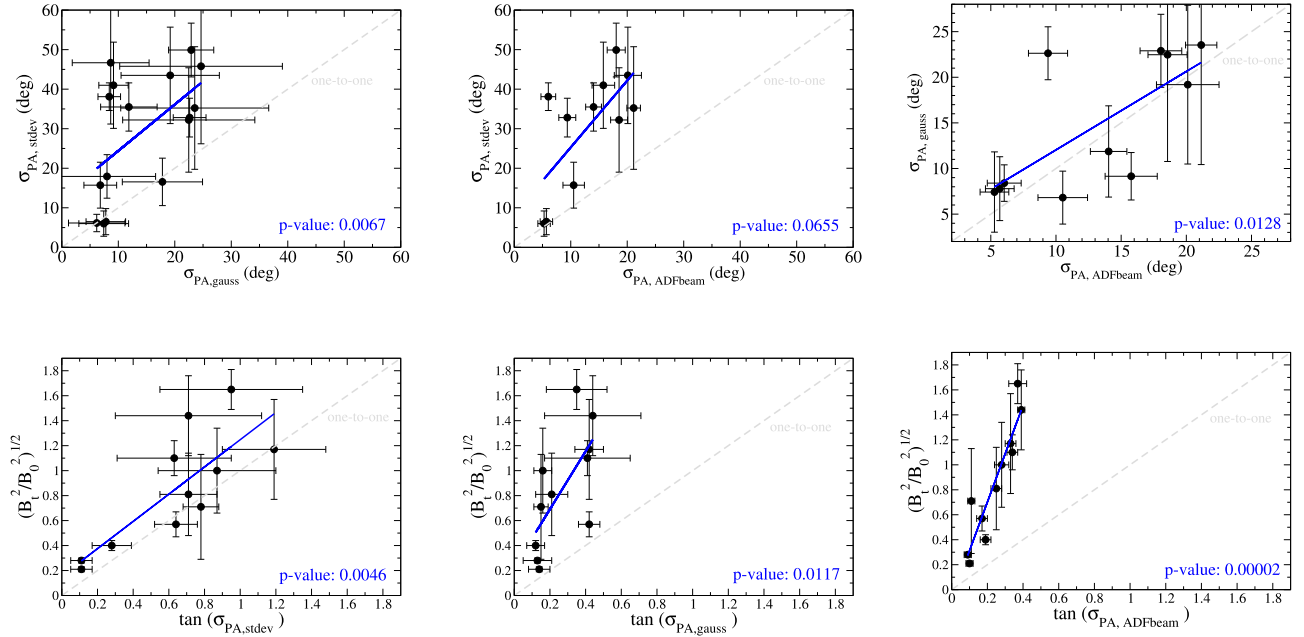 60
50
40
30
20
10
0
0 10 20 30 40 50 60
σPA, stdev (deg)
σPA,gauss (deg)
one-to-one
p-value: 0.0067
60
50
40
30
20
10
0
0 10 20 30 40 50 60
σPA, stdev (deg)
σPA, ADFbeam (deg)
one-to-one
p-value: 0.0655
25
20
15
10
5
5 10 15 20 25
σPA, gauss (deg)
σPA, ADFbeam (deg)
one-to-one
p-value: 0.0128
1.8
1.6
1.4
1.2
1
0.8
0.6
0.4
0.2
0
0 0.2 0.4 0.6 0.8 1 1.2 1.4 1.6 1.8
(Bt²/B0²)^1/2
tan (σPA,stdev )
one-to-one
p-value: 0.0046
1.8
1.6
1.4
1.2
1
0.8
0.6
0.4
0.2
0
0 0.2 0.4 0.6 0.8 1 1.2 1.4 1.6 1.8
(Bt²/B0²)^1/2
tan (σPA,gauss )
one-to-one
p-value: 0.0117
1.8
1.6
1.4
1.2
1
0.8
0.6
0.4
0.2
0
0 0.2 0.4 0.6 0.8 1 1.2 1.4 1.6 1.8
(Bt²/B0²)^1/2
tan (σPA, ADFbeam )
one-to-one
p-value: 0.00002